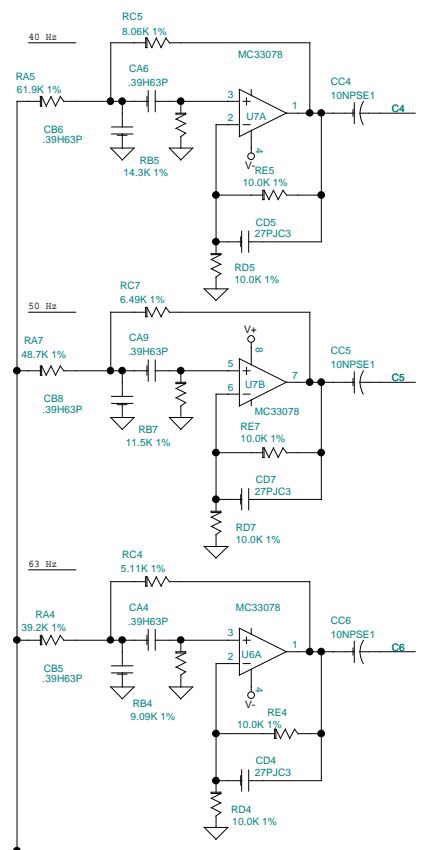 RC5
8.06K 1%
40 Hz
MC33078
RA5
61.9K 1%
CA6
.39H63P
CC4
10NPSE1
C4
3
1
U7A
2
CB6
.39H63P
4
V-
RB5
14.3K 1%
RE5
10.0K 1%
CD5
27PJC3
RD5
10.0K 1%
RC7
6.49K 1%
50 Hz
V+
8
RA7
48.7K 1%
CA9
.39H63P
CC5
10NPSE1
C5
5
7
U7B
6
CB8
.39H63P
MC33078
RB7
11.5K 1%
RE7
10.0K 1%
CD7
27PJC3
RD7
10.0K 1%
RC4
5.11K 1%
63 Hz
RA4
39.2K 1%
CA4
.39H63P
MC33078
CC6
10NPSE1
C6
3
1
U6A
2
CB5
.39H63P
4
V-
RB4
9.09K 1%
RE4
10.0K 1%
CD4
27PJC3
RD4
10.0K 1%